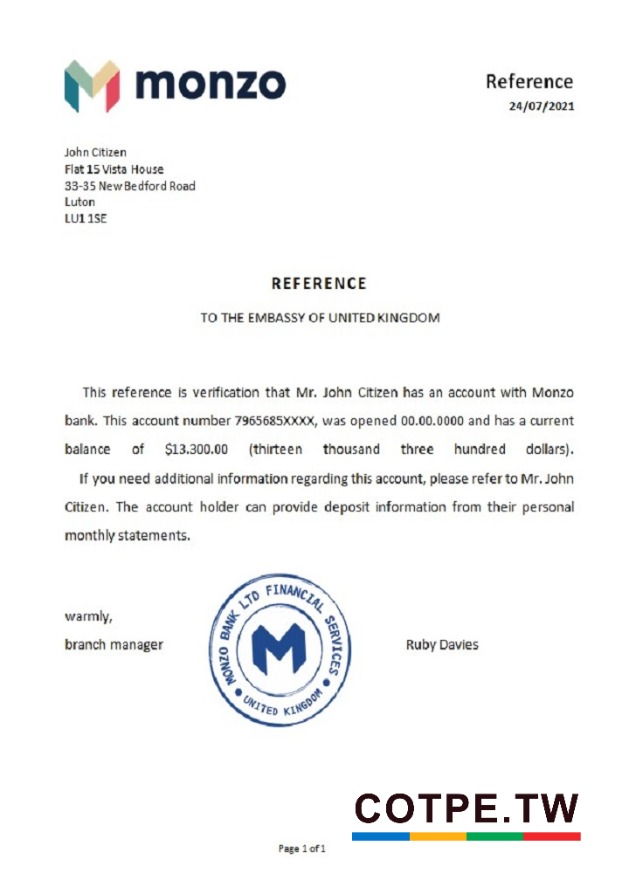 monzo
Reference
24/07/2021
John Citizen
Flat 15 Vista House
33-35 New Bedford Road
Luton
LU1 1SE
REFERENCE
TO THE EMBASSY OF UNITED KINGDOM
This reference is verification that Mr. John Citizen has an account with Monzo
bank. This account number 7965685XXXX, was opened 00.00.0000 and has a current
balance of $13.300.00 (thirteen thousand three hundred dollars).
If you need additional information regarding this account, please refer to Mr. John
Citizen. The account holder can provide deposit information from their personal
monthly statements.
warmly,
branch manager
MONZO BANK LTD FINANCIAL SERVICES
UNITED KINGDOM
Ruby Davies
COTPE.TW
Page 1 of 1